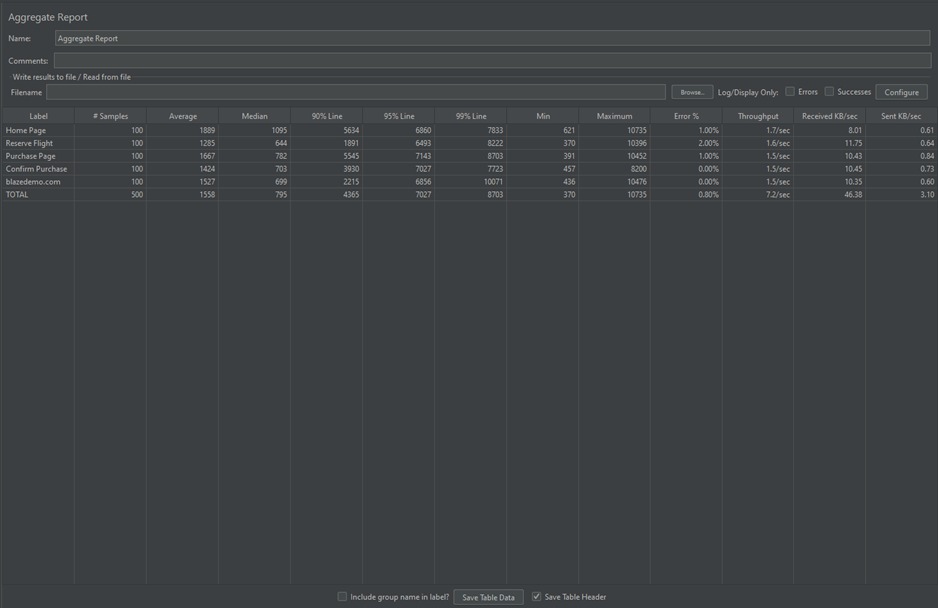 Aggregate Report
Name: Aggregate Report
Comments:
Write results to file / Read from file
Filename Browse... Log/Display Only: Errors Successes Configure
Label # Samples Average Median 90% Line 95% Line 99% Line Min Maximum Error % Throughput Received KB/sec Sent KB/sec
Home Page 100 1889 1095 5634 6860 7833 621 10735 1.00% 1.7/sec 8.01 0.61
Reserve Flight 100 1285 644 1891 6493 8222 370 10396 2.00% 1.6/sec 11.75 0.64
Purchase Page 100 1667 782 5545 7143 8703 391 10452 1.00% 1.5/sec 10.43 0.84
Confirm Purchase 100 1424 703 3930 7027 7723 457 8200 0.00% 1.5/sec 10.45 0.73
blazedemo.com 100 1527 699 2215 6856 10071 436 10476 0.00% 1.5/sec 10.35 0.60
TOTAL 500 1558 795 4365 7027 8703 370 10735 0.80% 7.2/sec 46.38 3.10
Include group name in label? Save Table Data Save Table Header